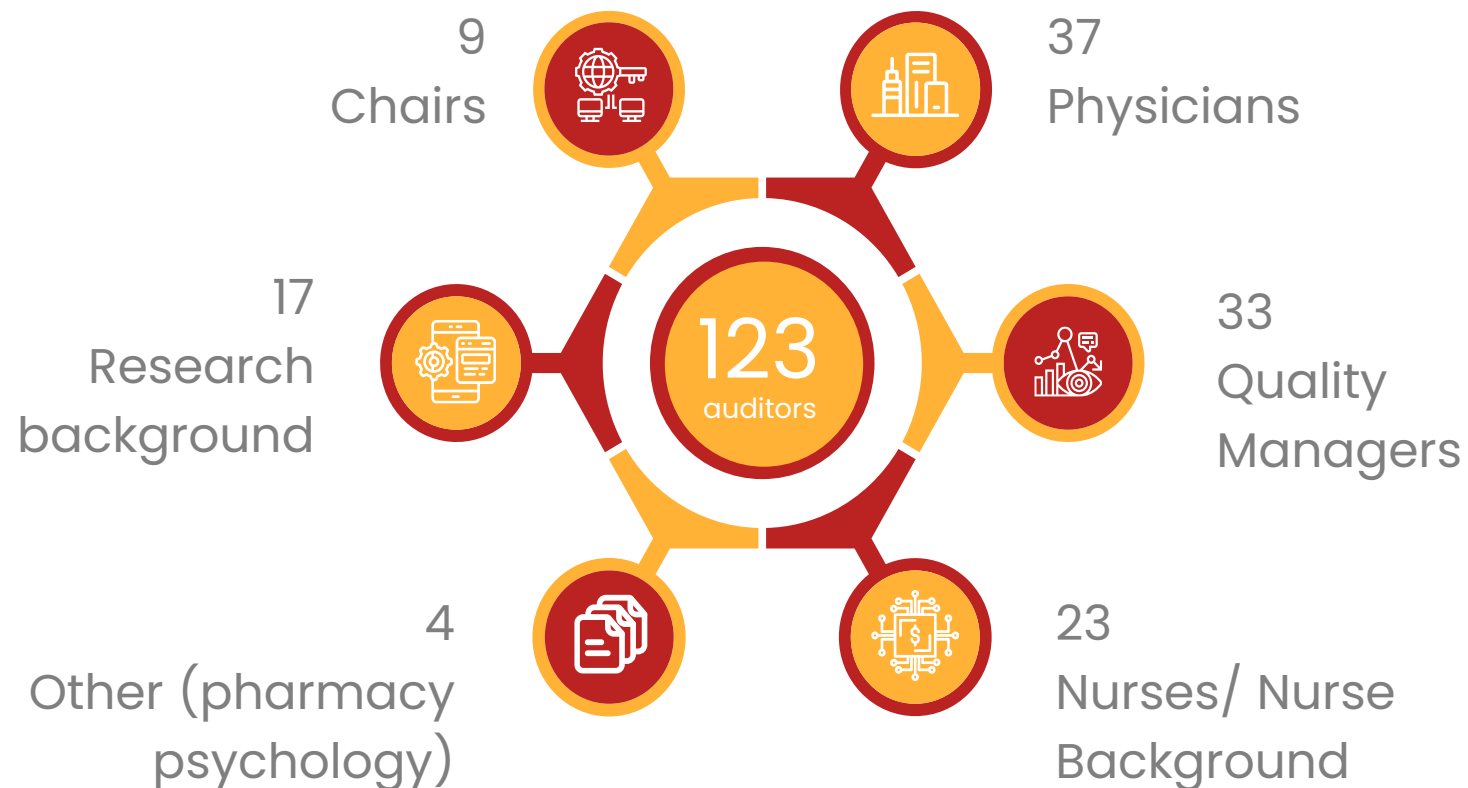 9
Chairs
37
Physicians
17
Research
background
123
auditors
33
Quality
Managers
4
Other (pharmacy
psychology)
23
Nurses/ Nurse
Background
$